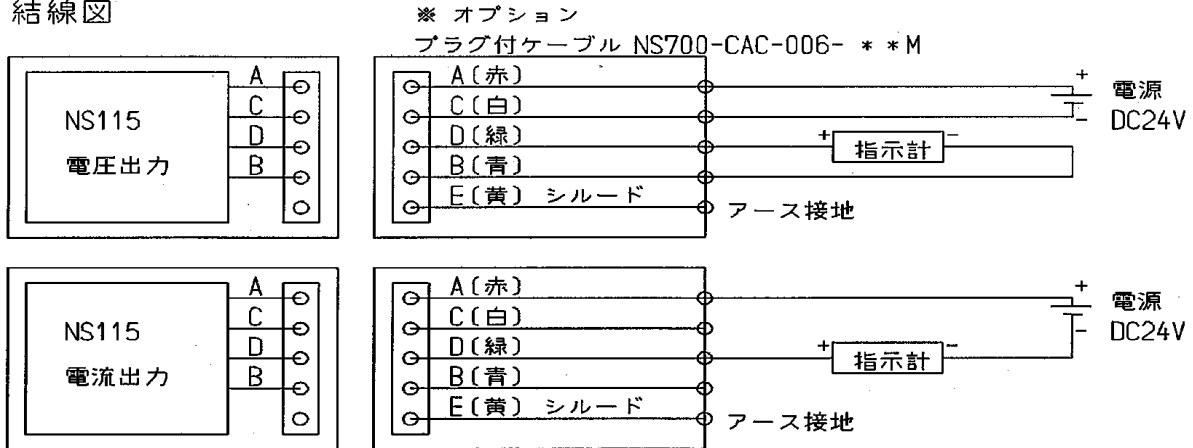 結線図
※ オプション
プラグ付ケーブル NS700-CAC-006-＊＊M
NS115
電圧出力
A
C
D
B
A(赤)
C(白)
D(緑)
B(青)
E(黄) シルード
+
-
電源
DC24V
+ 指示計 -
アース接地
NS115
電流出力
A
C
D
B
A(赤)
C(白)
D(緑)
B(青)
E(黄) シルード
+
-
電源
DC24V
+ 指示計 -
アース接地